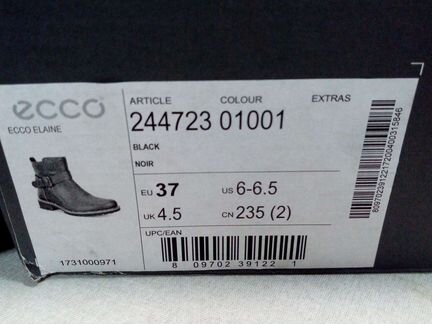 ecco
ECCO ELAINE
ARTICLE COLOUR EXTRAS
244723 01001
BLACK
NOIR
EU 37 US 6-6.5
UK 4.5 CN 235 (2)
UPC/EAN
8 09702 39122 1
1731000971